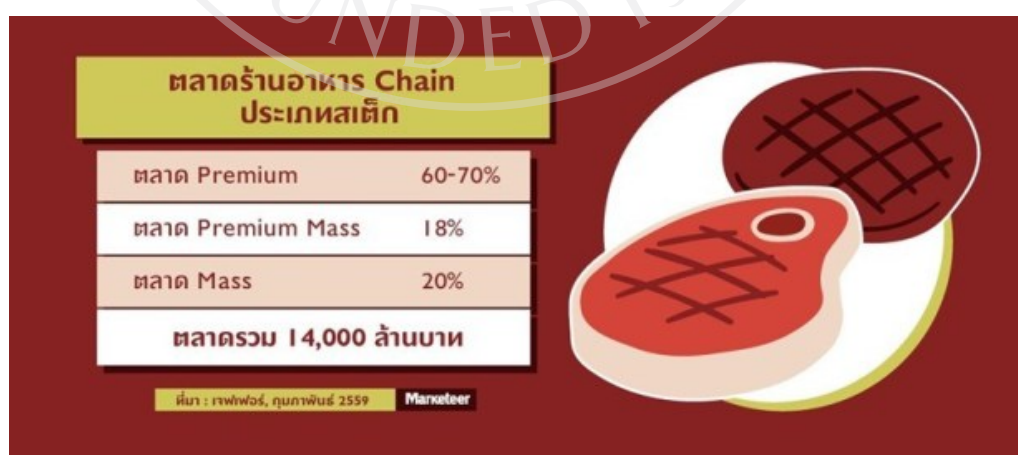 UNDED 15
ตลาดร้านอาหาร Chain
ประเภทสเต็ก
ตลาด Premium 60-70%
ตลาด Premium Mass 18%
ตลาด Mass 20%
ตลาดรวม 14,000 ล้านบาท
ที่มา : เจฟเฟอร์, กุมภาพันธ์ 2559 Marketeer